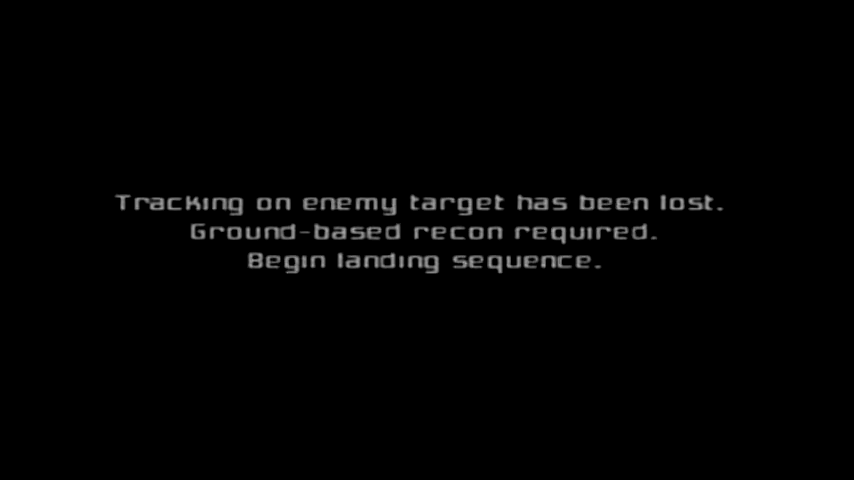 Tracking on enemy target has been lost.
Ground-based recon required.
Begin landing sequence.